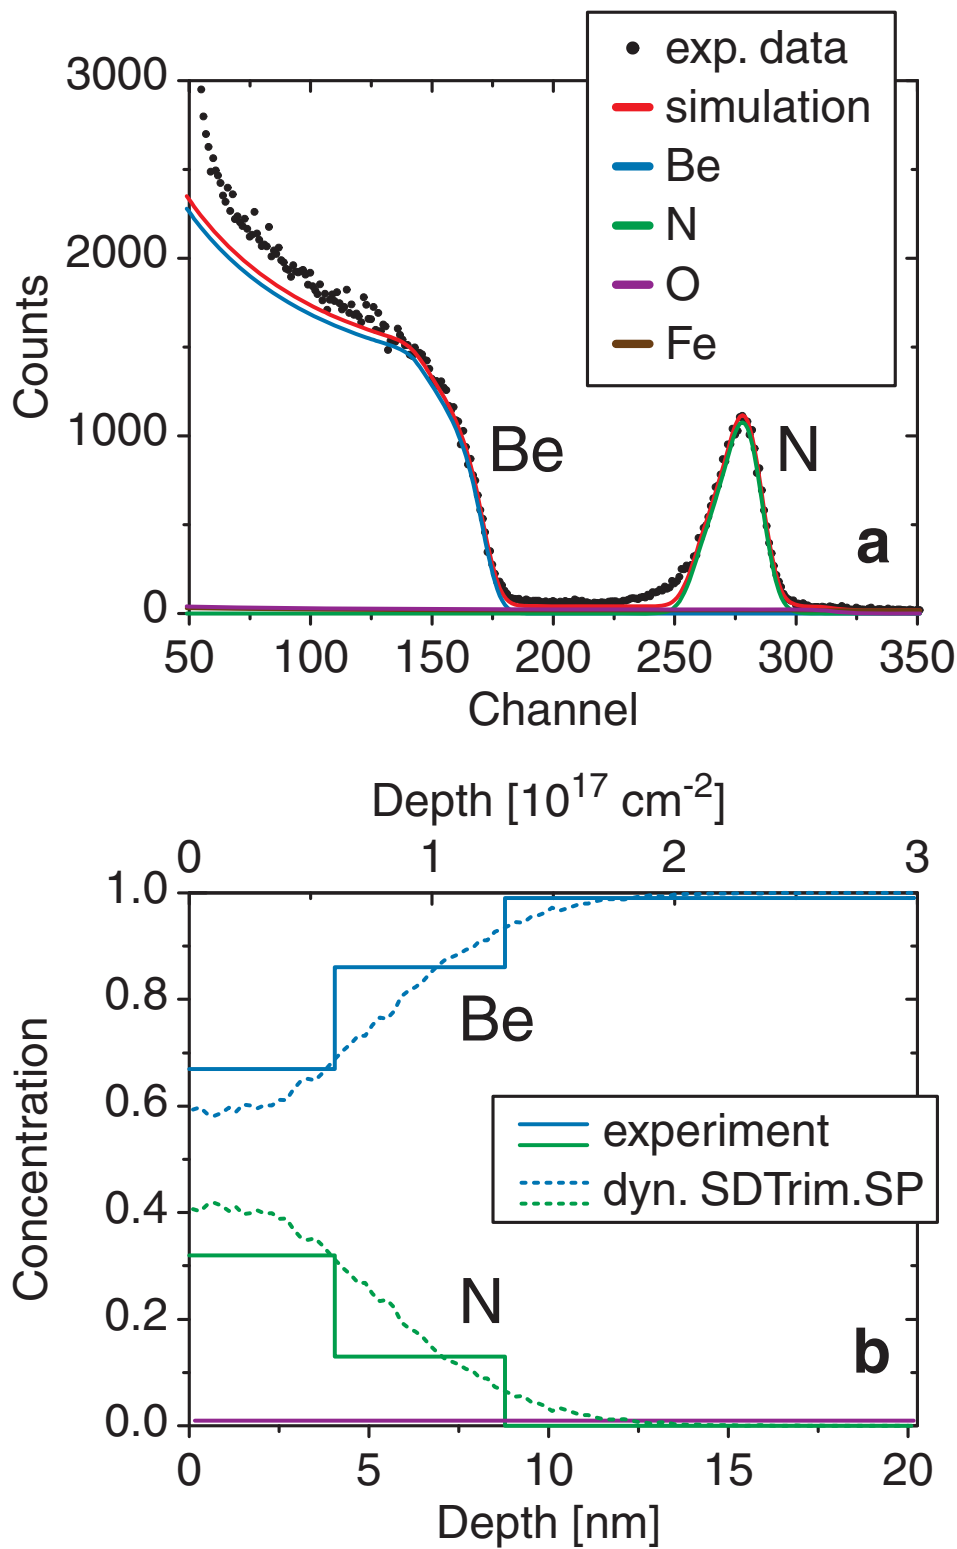 exp. data
simulation
Be
N
O
Fe
3000
2000
1000
0
Counts
Be
N
a
50 100 150 200 250 300 350
Channel
Depth [10^17 cm^-2]
0 1 2 3
1.0
0.8
0.6
0.4
0.2
0.0
Concentration
Be
experiment
dyn. SDTrim.SP
N
b
0 5 10 15 20
Depth [nm]